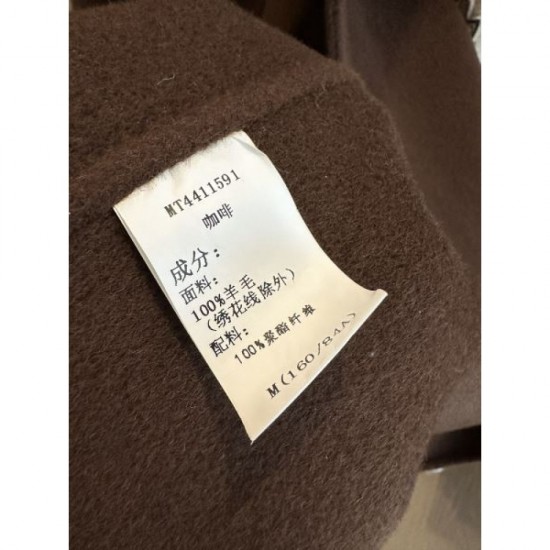 MT4411591
咖啡
成分:
面料:
100%羊毛
(绣花线除外)
配料:
100%聚酯纤维
M(160/84A)